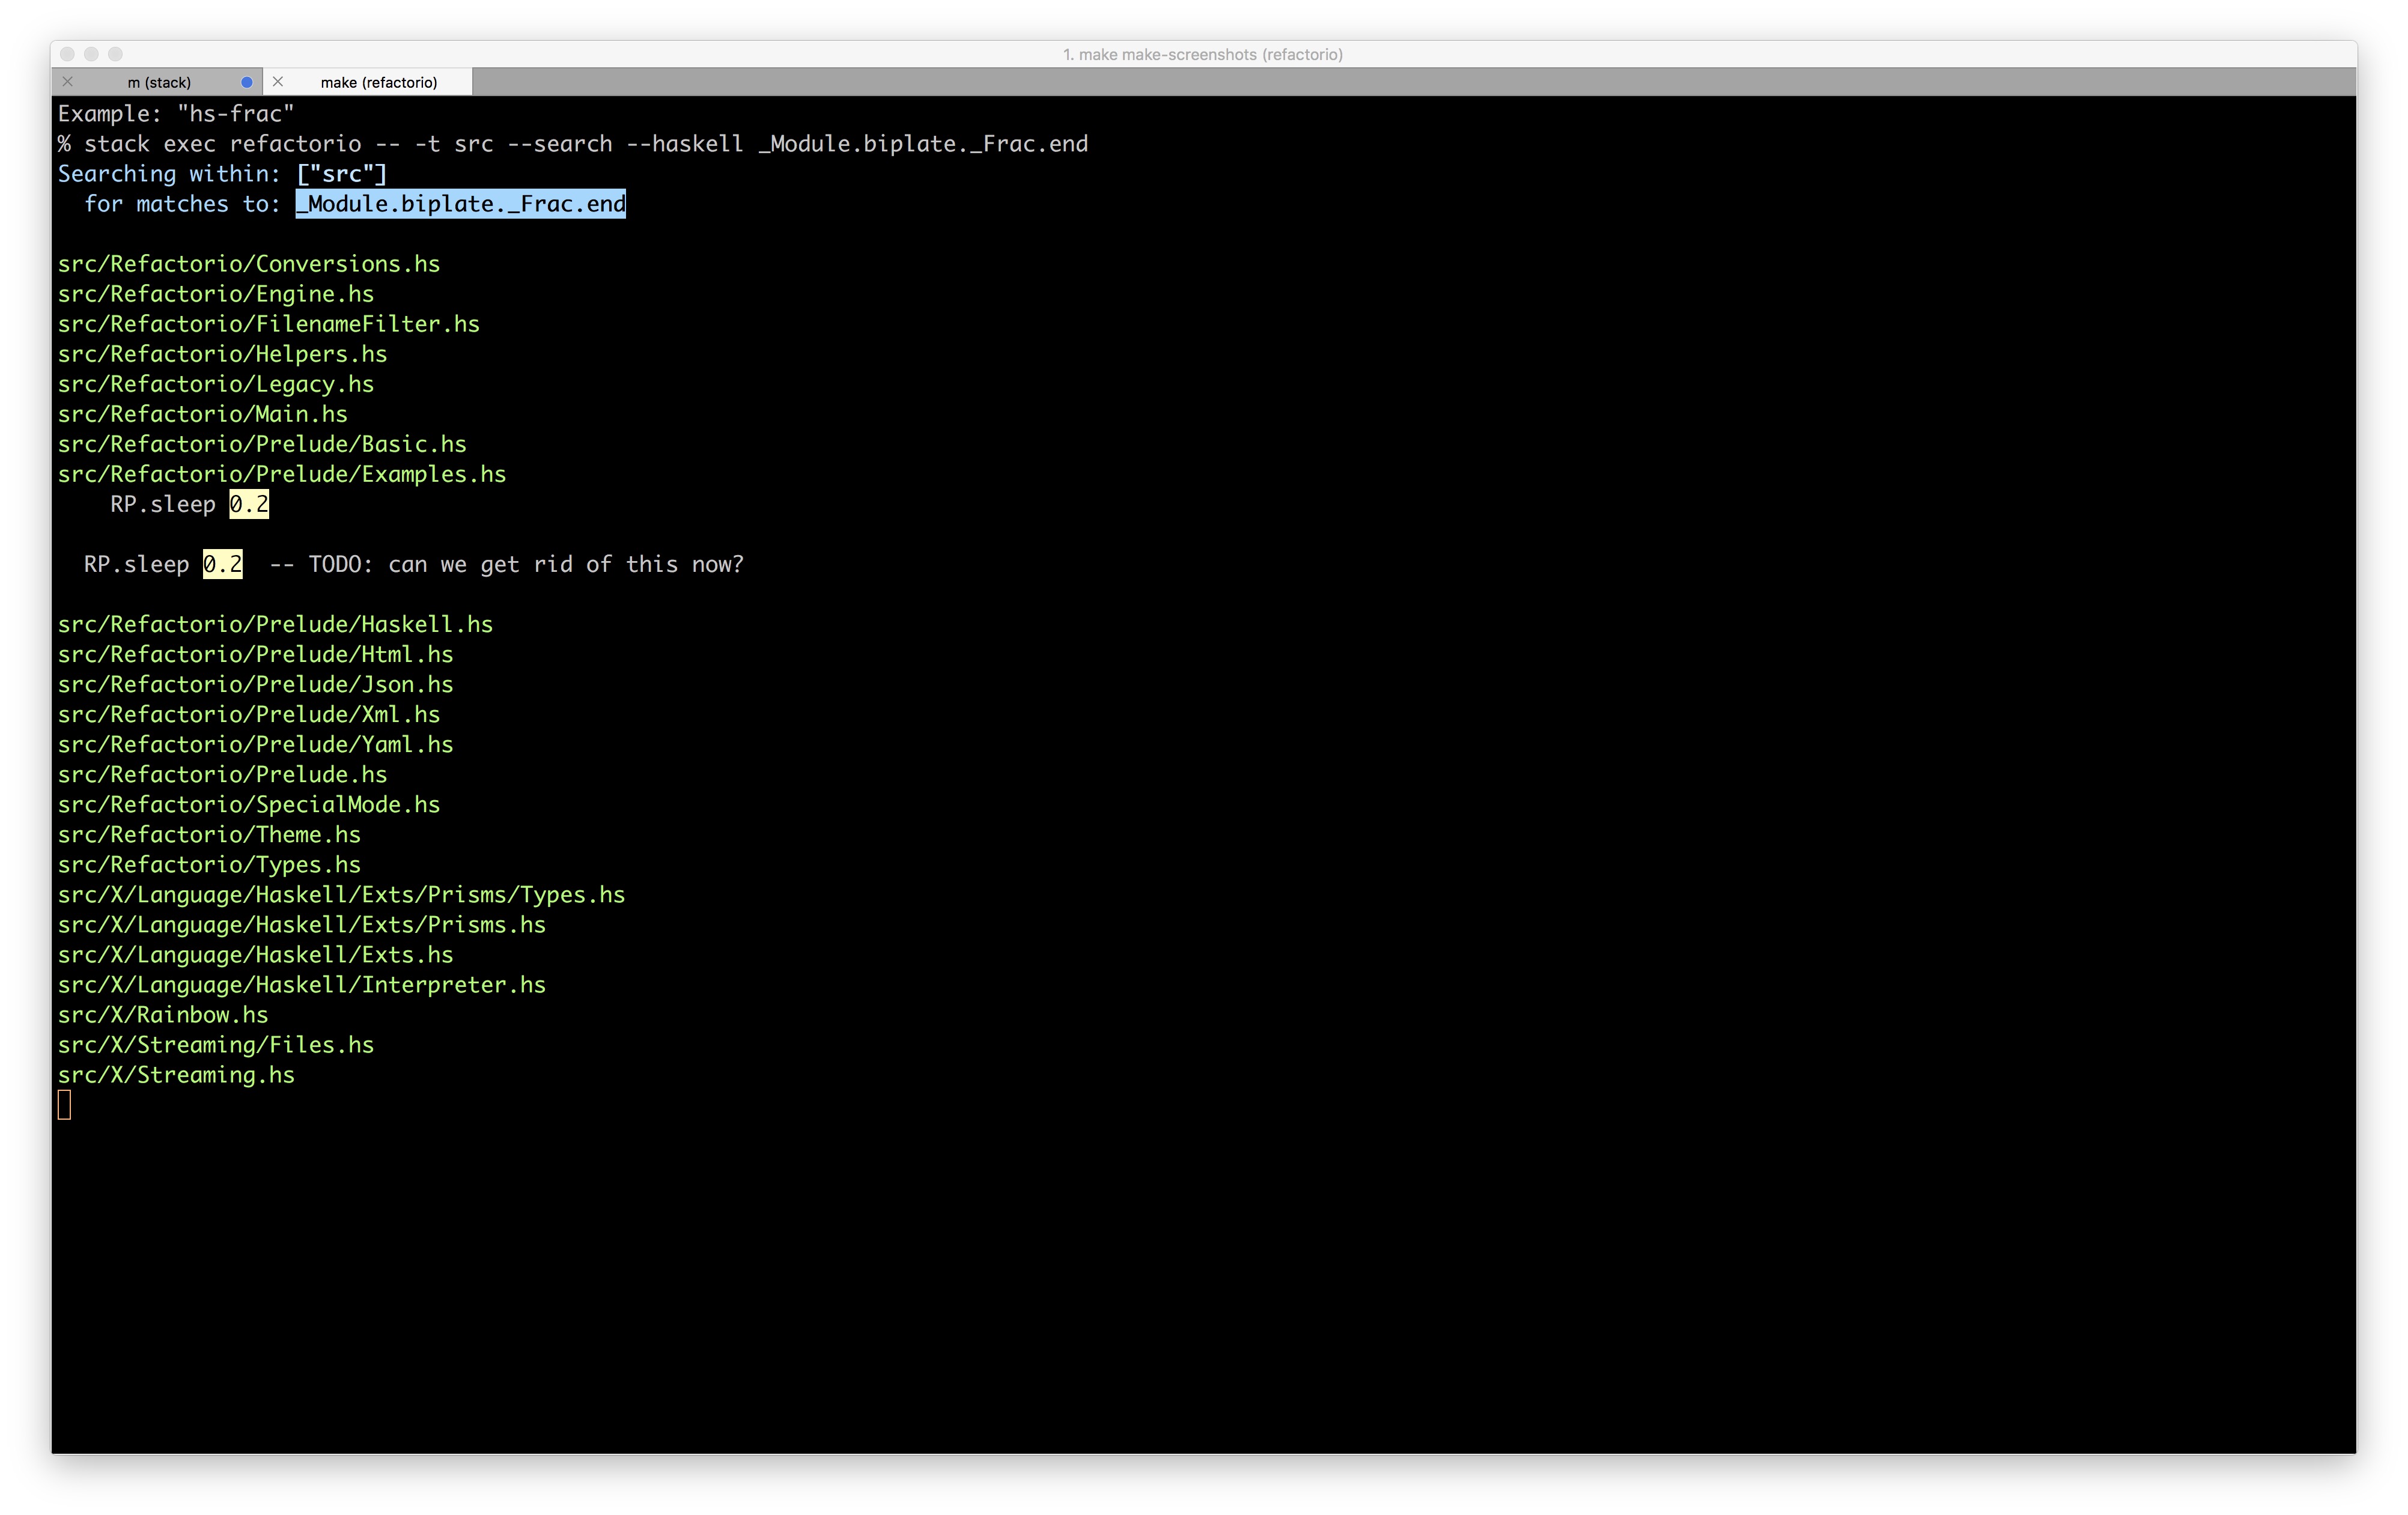 1. make make-screenshots (refactorio)
m (stack)
make (refactorio)
Example: "hs-frac"
% stack exec refactorio -- -t src --search --haskell _Module.biplate._Frac.end
Searching within: ["src"]
  for matches to: _Module.biplate._Frac.end
src/Refactorio/Conversions.hs
src/Refactorio/Engine.hs
src/Refactorio/FilenameFilter.hs
src/Refactorio/Helpers.hs
src/Refactorio/Legacy.hs
src/Refactorio/Main.hs
src/Refactorio/Prelude/Basic.hs
src/Refactorio/Prelude/Examples.hs
    RP.sleep 0.2
  RP.sleep 0.2  -- TODO: can we get rid of this now?
src/Refactorio/Prelude/Haskell.hs
src/Refactorio/Prelude/Html.hs
src/Refactorio/Prelude/Json.hs
src/Refactorio/Prelude/Xml.hs
src/Refactorio/Prelude/Yaml.hs
src/Refactorio/Prelude.hs
src/Refactorio/SpecialMode.hs
src/Refactorio/Theme.hs
src/Refactorio/Types.hs
src/X/Language/Haskell/Exts/Prisms/Types.hs
src/X/Language/Haskell/Exts/Prisms.hs
src/X/Language/Haskell/Exts.hs
src/X/Language/Haskell/Interpreter.hs
src/X/Rainbow.hs
src/X/Streaming/Files.hs
src/X/Streaming.hs